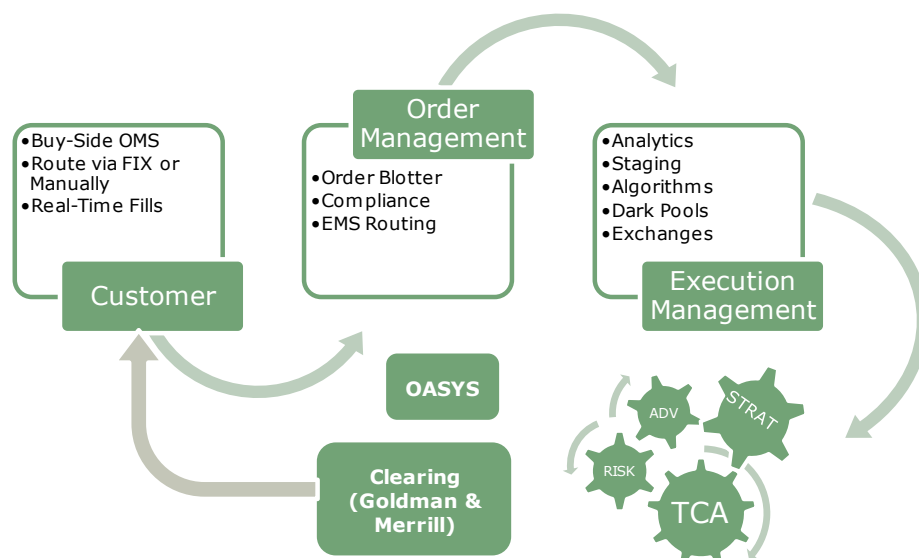 •Buy-Side OMS
•Route via FIX or
Manually
•Real-Time Fills
Customer
Order
Management
•Order Blotter
•Compliance
•EMS Routing
•Analytics
•Staging
•Algorithms
•Dark Pools
•Exchanges
Execution
Management
OASYS
Clearing
(Goldman &
Merrill)
ADV
STRAT
RISK
TCA